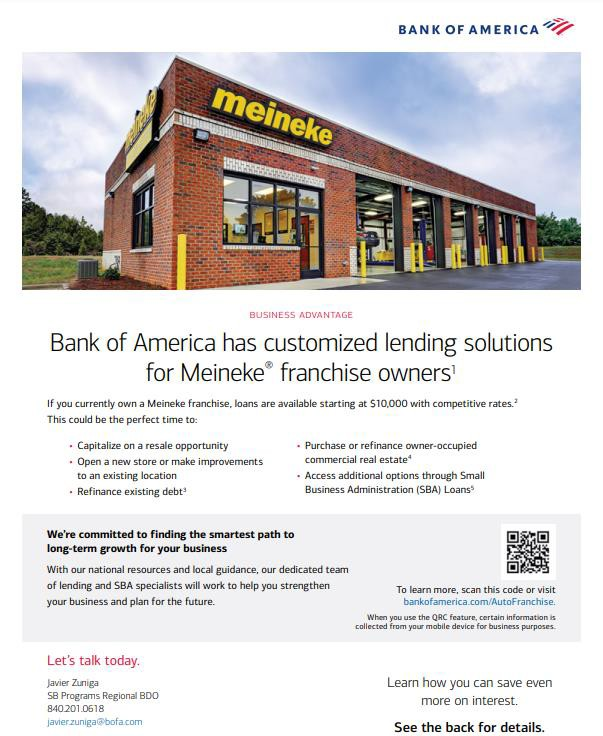 BANK OF AMERICA
meineke
meineke
BUSINESS ADVANTAGE
Bank of America has customized lending solutions
for Meineke® franchise owners¹
If you currently own a Meineke franchise, loans are available starting at $10,000 with competitive rates.²
This could be the perfect time to:
• Capitalize on a resale opportunity
• Open a new store or make improvements
to an existing location
• Refinance existing debt³
• Purchase or refinance owner-occupied
commercial real estate⁴
• Access additional options through Small
Business Administration (SBA) Loans⁵
We're committed to finding the smartest path to
long-term growth for your business
With our national resources and local guidance, our dedicated team
of lending and SBA specialists will work to help you strengthen
your business and plan for the future.
To learn more, scan this code or visit
bankofamerica.com/AutoFranchise.
When you use the QRC feature, certain information is
collected from your mobile device for business purposes.
Let's talk today.
Javier Zuniga
SB Programs Regional BDO
840.201.0618
javier.zuniga@bofa.com
Learn how you can save even
more on interest.
See the back for details.